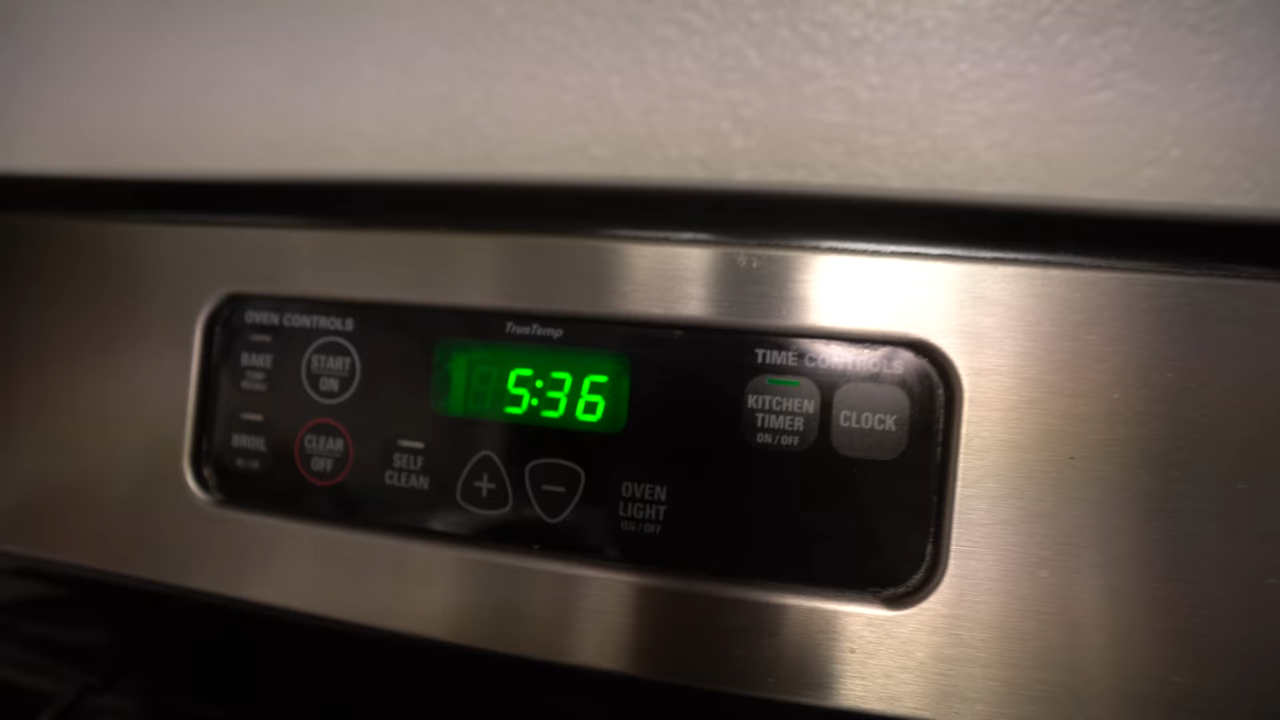 OVEN CONTROLS
BAKE
START
ON
BROIL
CLEAR
OFF
SELF
CLEAN
TrueTemp
5:36
+
−
OVEN
LIGHT
ON / OFF
TIME CONTROLS
KITCHEN
TIMER
ON / OFF
CLOCK